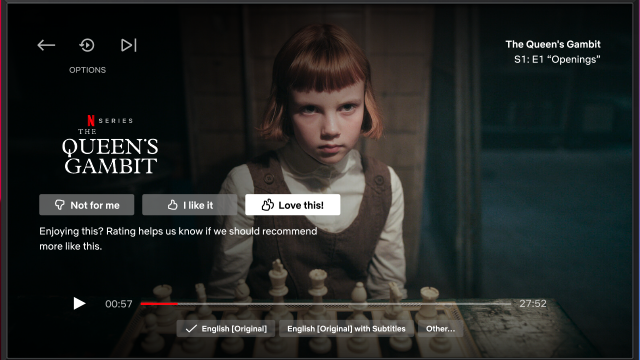 The Queen's Gambit
S1: E1 “Openings”
OPTIONS
N SERIES
THE
QUEEN'S
GAMBIT
Not for me
I like it
Love this!
Enjoying this? Rating helps us know if we should recommend
more like this.
00:57
27:52
English [Original]
English [Original] with Subtitles
Other...